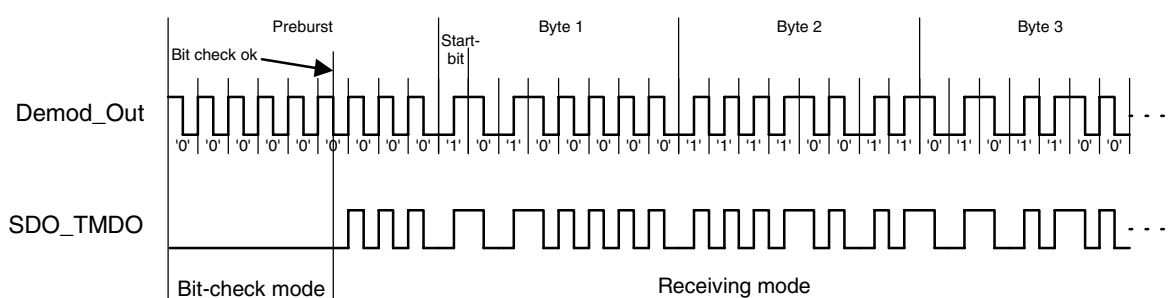 Preburst
Byte 1
Byte 2
Byte 3
Start-
bit
Bit check ok
Demod_Out
'0' '0' '0' '0' '0' '0' '0' '0' '0' '1' '0' '1' '0' '0' '0' '0' '0' '1' '1' '1' '1' '0' '0' '1' '1' '0' '1' '0' '1' '1' '0' '0'
SDO_TMDO
Bit-check mode
Receiving mode